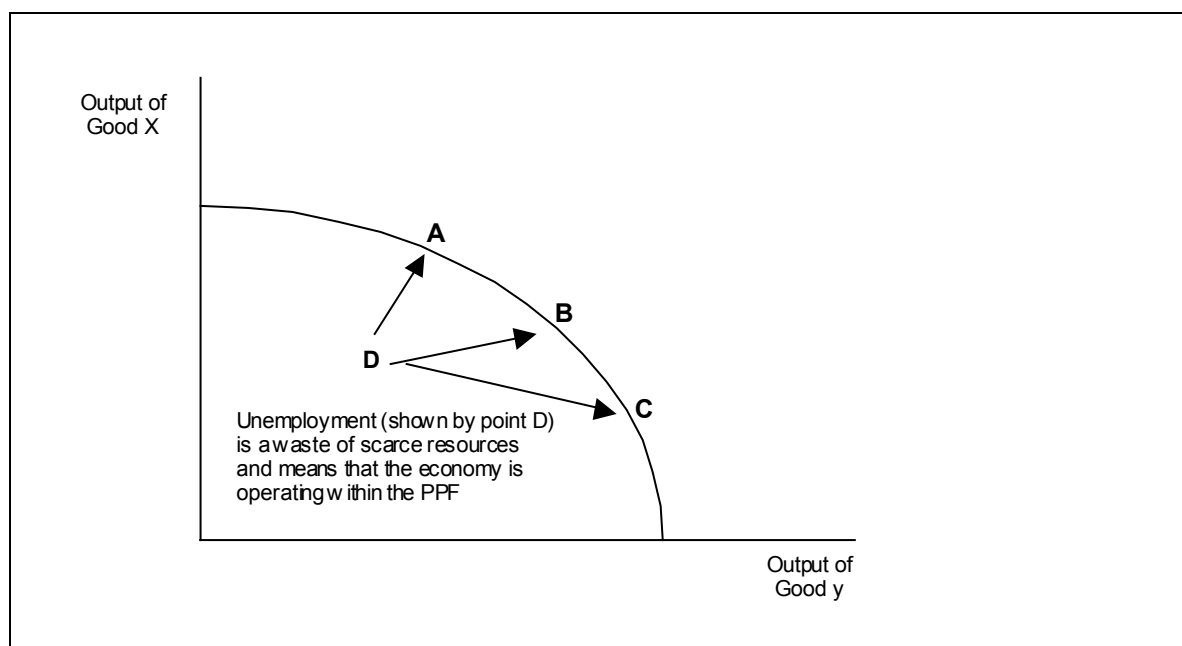 Output of
Good X
A
B
D
C
Unemployment (shown by point D)
is a waste of scarce resources
and means that the economy is
operating within the PPF
Output of
Good y